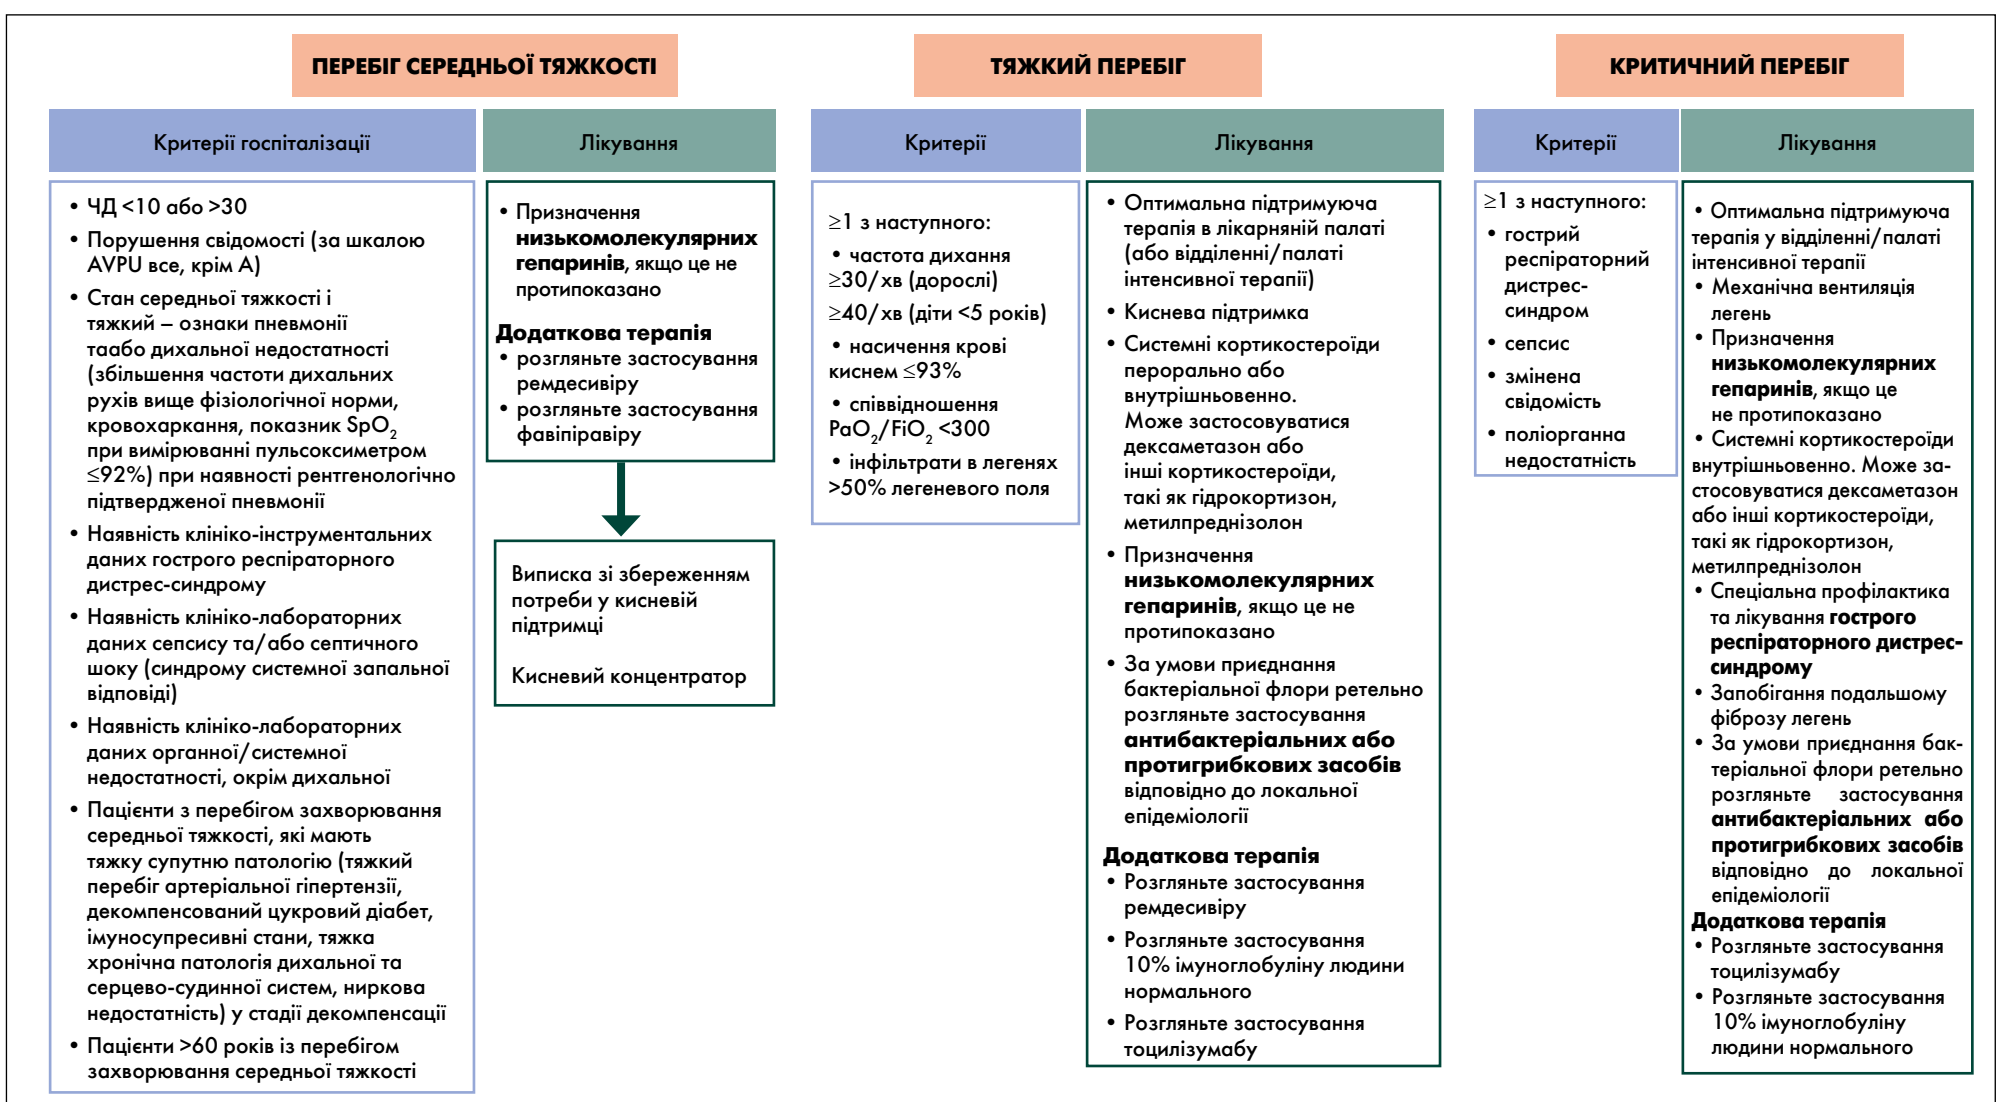 ПЕРЕБІГ СЕРЕДНЬОЇ ТЯЖКОСТІ
Критерії госпіталізації
• ЧД <10 або >30
• Порушення свідомості (за шкалою
AVPU все, крім А)
• Стан середньої тяжкості і
тяжкий – ознаки пневмонії
таабо дихальної недостатності
(збільшення частоти дихальних
рухів вище фізіологічної норми,
кровохаркання, показник SpO₂
при вимірюванні пульсоксиметром
≤92%) при наявності рентгенологічно
підтвердженої пневмонії
• Наявність клініко-інструментальних
даних гострого респіраторного
дистрес-синдрому
• Наявність клініко-лабораторних
даних сепсису та/або септичного
шоку (синдрому системної запальної
відповіді)
• Наявність клініко-лабораторних
даних органної/системної
недостатності, окрім дихальної
• Пацієнти з перебігом захворювання
середньої тяжкості, які мають
тяжку супутню патологію (тяжкий
перебіг артеріальної гіпертензії,
декомпенсований цукровий діабет,
імуносупресивні стани, тяжка
хронічна патологія дихальної та
серцево-судинної систем, ниркова
недостатність) у стадії декомпенсації
• Пацієнти >60 років із перебігом
захворювання середньої тяжкості
Лікування
• Призначення
низькомолекулярних
гепаринів, якщо це не
протипоказано
Додаткова терапія
• розгляньте застосування
ремдесивіру
• розгляньте застосування
фавіпіравіру
Виписка зі збереженням
потреби у кисневій
підтримці
Кисневий концентратор
ТЯЖКИЙ ПЕРЕБІГ
Критерії
≥1 з наступного:
• частота дихання
≥30/хв (дорослі)
≥40/хв (діти <5 років)
• насичення крові
киснем ≤93%
• співвідношення
PaO₂/FiO₂ <300
• інфільтрати в легенях
>50% легеневого поля
Лікування
• Оптимальна підтримуюча
терапія в лікарняній палаті
(або відділенні/палаті
інтенсивної терапії)
• Киснева підтримка
• Системні кортикостероїди
перорально або
внутрішньовенно.
Може застосовуватися
дексаметазон або
інші кортикостероїди,
такі як гідрокортизон,
метилпреднізолон
• Призначення
низькомолекулярних
гепаринів, якщо це не
протипоказано
• За умови приєднання
бактеріальної флори ретельно
розгляньте застосування
антибактеріальних або
протигрибкових засобів
відповідно до локальної
епідеміології
Додаткова терапія
• Розгляньте застосування
ремдесивіру
• Розгляньте застосування
10% імуноглобуліну людини
нормального
• Розгляньте застосування
тоцилізумабу
КРИТИЧНИЙ ПЕРЕБІГ
Критерії
≥1 з наступного:
• гострий
респіраторний
дистрес-
синдром
• сепсис
• змінена
свідомість
• поліорганна
недостатність
Лікування
• Оптимальна підтримуюча
терапія у відділенні/палаті
інтенсивної терапії
• Механічна вентиляція
легень
• Призначення
низькомолекулярних
гепаринів, якщо це
не протипоказано
• Системні кортикостероїди
внутрішньовенно. Може за-
стосовуватися дексаметазон
або інші кортикостероїди,
такі як гідрокортизон,
метилпреднізолон
• Спеціальна профілактика
та лікування гострого
респіраторного дистрес-
синдрому
• Запобігання подальшому
фіброзу легень
• За умови приєднання бак-
теріальної флори ретельно
розгляньте застосування
антибактеріальних або
протигрибкових засобів
відповідно до локальної
епідеміології
Додаткова терапія
• Розгляньте застосування
тоцилізумабу
• Розгляньте застосування
10% імуноглобуліну
людини нормального